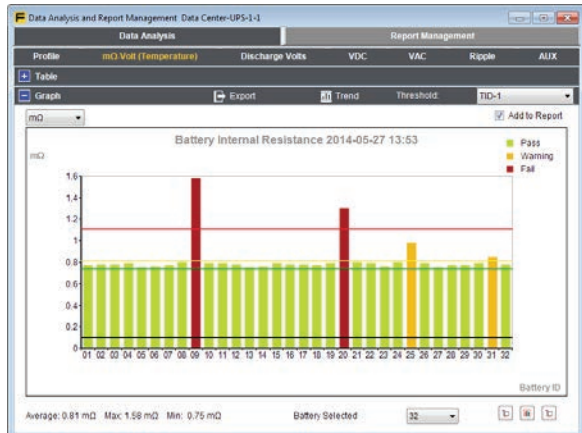 Data Analysis and Report Management Data Center-UPS-1-1
Data Analysis Report Management
Profile mΩ Volt (Temperature) Discharge Volts VDC VAC Ripple AUX
Table
Graph Export Trend Threshold: TID-1
mΩ Add to Report
Battery Internal Resistance 2014-05-27 13:53
mΩ
Pass
Warning
Fail
1.6
1.4
1.2
1
0.8
0.6
0.4
0.2
0
01 02 03 04 05 06 07 08 09 10 11 12 13 14 15 16 17 18 19 20 21 22 23 24 25 26 27 28 29 30 31 32
Battery ID
Average: 0.81 mΩ Max: 1.58 mΩ Min: 0.75 mΩ Battery Selected 32